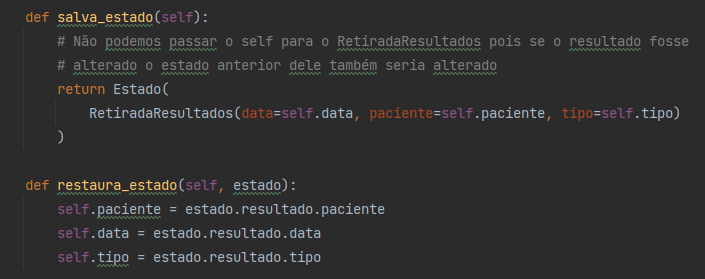 def salva_estado(self):
    # Não podemos passar o self para o RetiradaResultados pois se o resultado fosse
    # alterado o estado anterior dele também seria alterado
    return Estado(
        RetiradaResultados(data=self.data, paciente=self.paciente, tipo=self.tipo)
    )
def restaura_estado(self, estado):
    self.paciente = estado.resultado.paciente
    self.data = estado.resultado.data
    self.tipo = estado.resultado.tipo